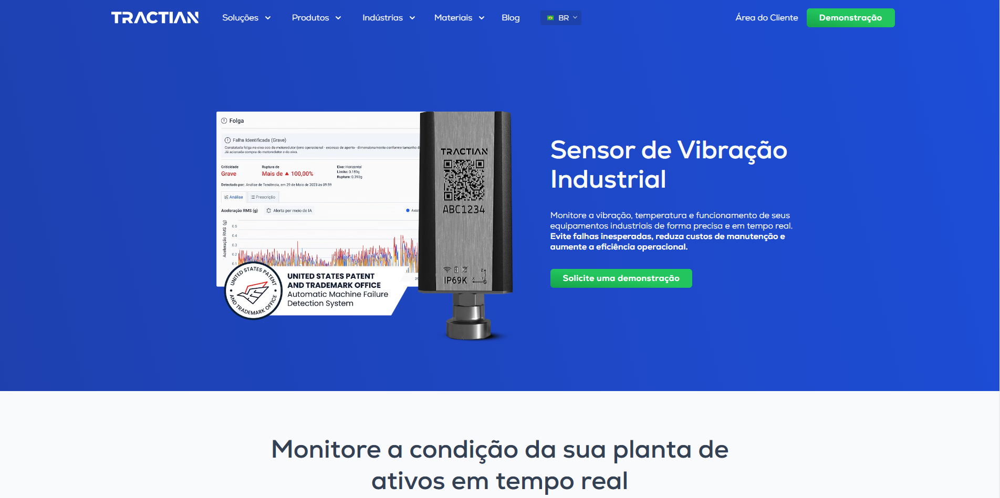 TRACTIAN
Soluções
Produtos
Indústrias
Materiais
Blog
BR
Área do Cliente
Demonstração
Folga
Falha Identificada (Grave)
Constatada folga no eixo oco do motoredutor (erro operacional - excesso de aperto - dimensionamento conforme tamanho d
Já acionada compra do motoredutor e do eixo.
Criticidade
Grave
Ruptura de
Mais de ▲ 100,00%
Eixo: Horizontal
Limite: 0.159g
Ruptura: 0.393g
Detectado por: Análise de Tendência, em 29 de Maio de 2023 às 09:59
Análise
Prescrição
Aceleração RMS (g)
Alerta por meio de IA
Axial
Aceleração RMS (g)
0.5
0.4
0.3
0.2
0.1
29
UNITED STATES PATENT
AND TRADEMARK OFFICE
UNITED STATES PATENT
AND TRADEMARK OFFICE
Automatic Machine Failure
Detection System
TRACTIAN
ABC1234
IP69K
Z
X
Y
Sensor de Vibração
Industrial
Monitore a vibração, temperatura e funcionamento de seus
equipamentos industriais de forma precisa e em tempo real.
Evite falhas inesperadas, reduza custos de manutenção e
aumente a eficiência operacional.
Solicite uma demonstração
Monitore a condição da sua planta de
ativos em tempo real